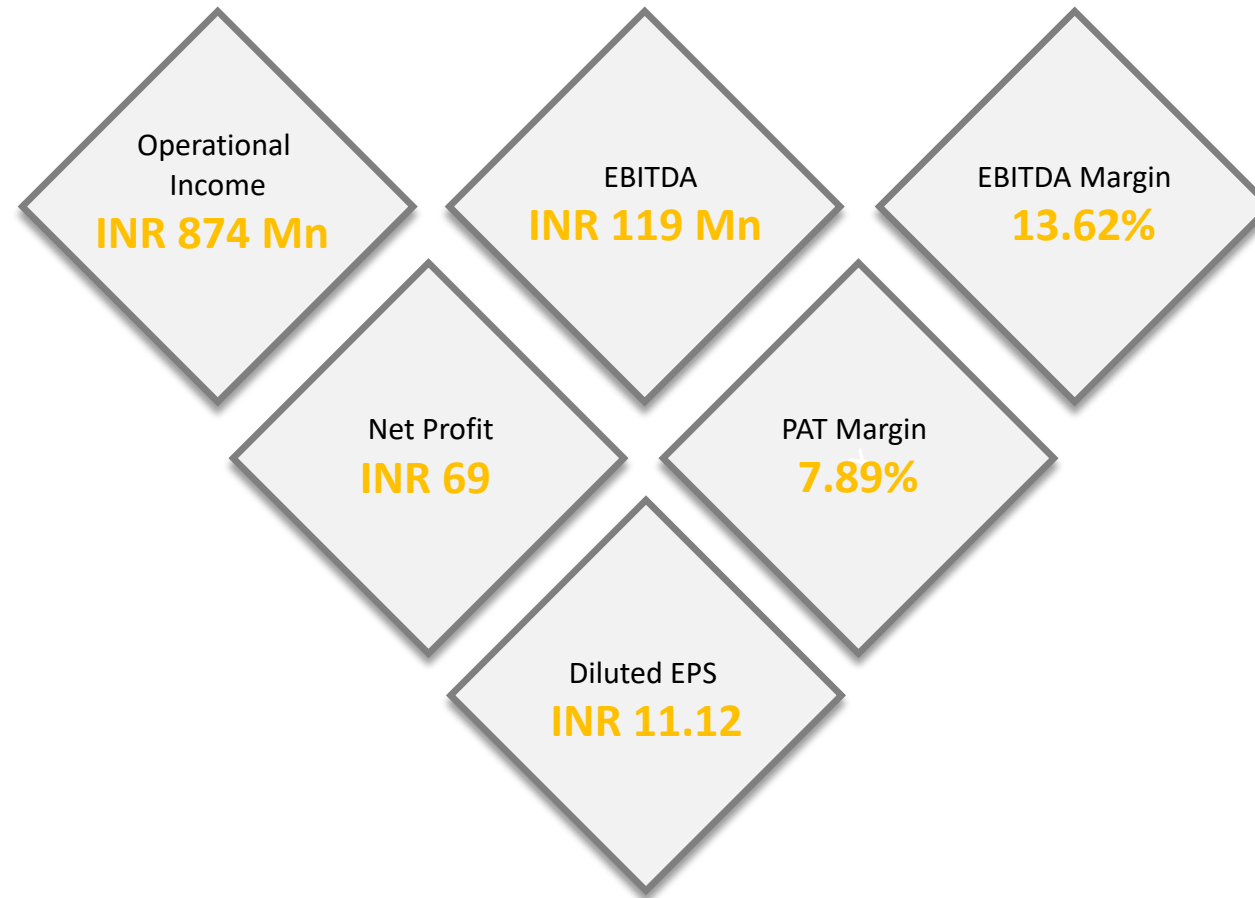 Operational
Income
INR 874 Mn
EBITDA
INR 119 Mn
EBITDA Margin
13.62%
Net Profit
INR 69
PAT Margin
7.89%
Diluted EPS
INR 11.12